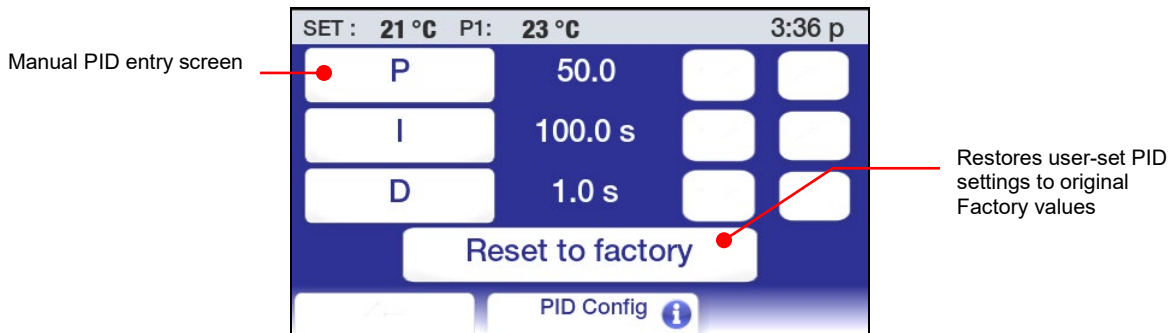 SET : 21 °C P1: 23 °C 3:36 p
Manual PID entry screen
P 50.0
I 100.0 s
D 1.0 s
Restores user-set PID
settings to original
Factory values
Reset to factory
PID Config